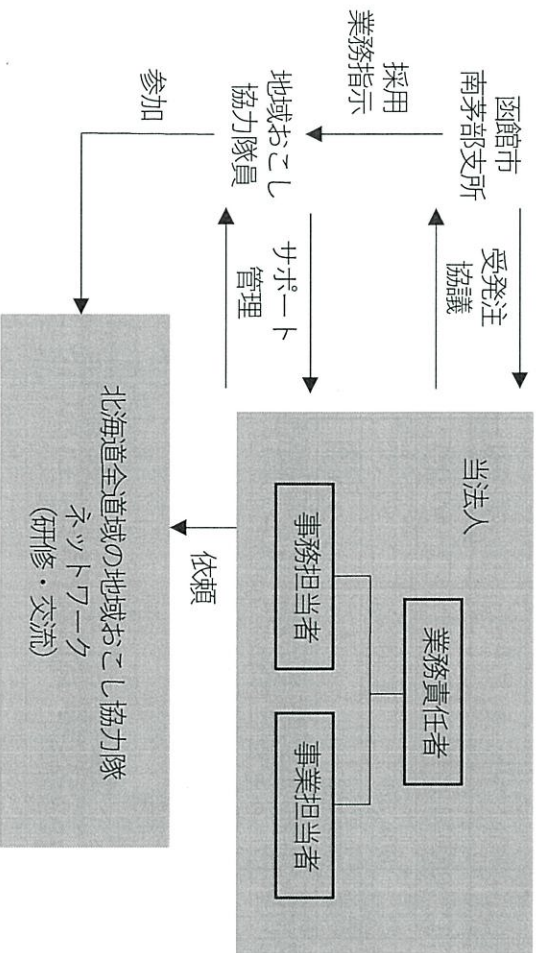 函館市
南茅部支所
受発注
協議
採用
業務指示
地域おこし
協力隊員
サポート
管理
参加
当法人
業務責任者
事務担当者
事業担当者
依頼
北海道全道域の地域おこし協力隊
ネットワーク
(研修・交流)